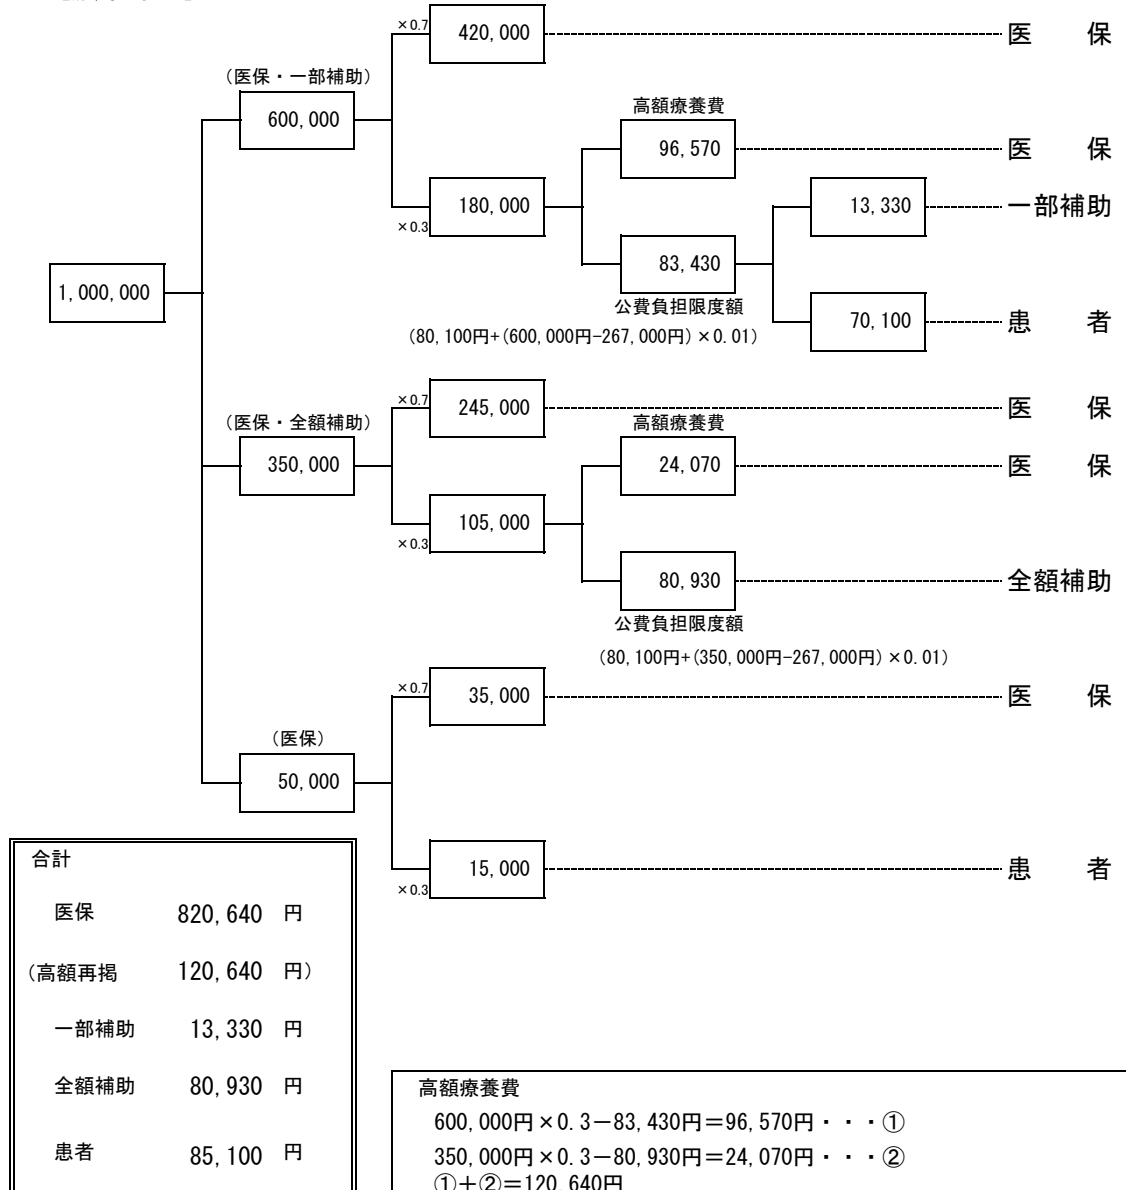 ×0.7
420,000
医　保
(医保・一部補助)
600,000
高額療養費
96,570
医　保
180,000
×0.3
13,330
一部補助
83,430
公費負担限度額
1,000,000
70,100
患　者
(80,100円+(600,000円-267,000円)×0.01)
×0.7
245,000
医　保
(医保・全額補助)
350,000
高額療養費
24,070
医　保
105,000
×0.3
80,930
全額補助
公費負担限度額
(80,100円+(350,000円-267,000円)×0.01)
×0.7
35,000
医　保
(医保)
50,000
15,000
患　者
×0.3
合計
医保 820,640 円
(高額再掲 120,640 円)
一部補助 13,330 円
全額補助 80,930 円
患者 85,100 円
高額療養費
600,000円×0.3－83,430円＝96,570円・・・①
350,000円×0.3－80,930円＝24,070円・・・②
①＋②＝120,640円